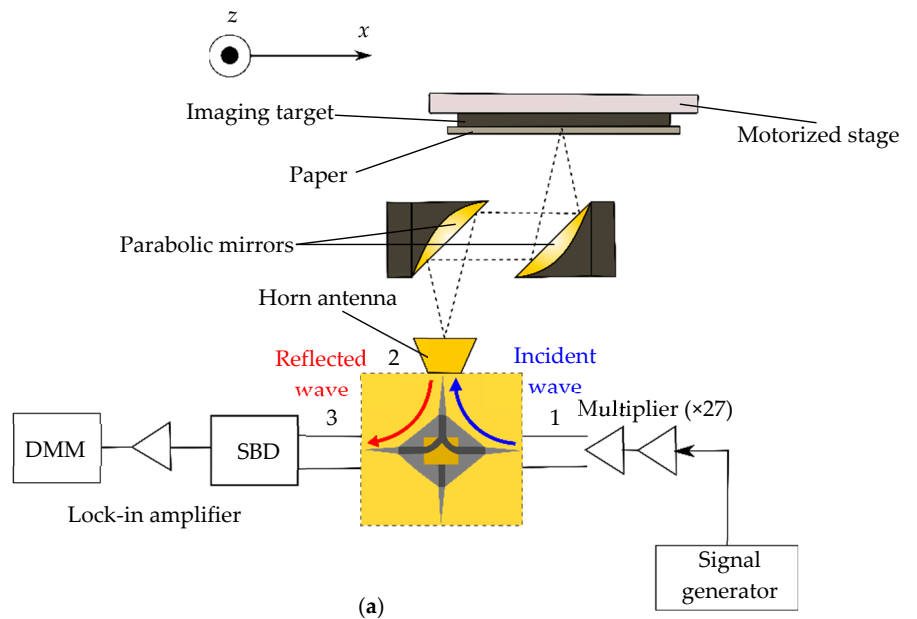 z
x
Imaging target
Motorized stage
Paper
Parabolic mirrors
Horn antenna
Reflected
wave
2
Incident
wave
3
1
Multiplier (×27)
DMM
SBD
Lock-in amplifier
Signal
generator
(a)